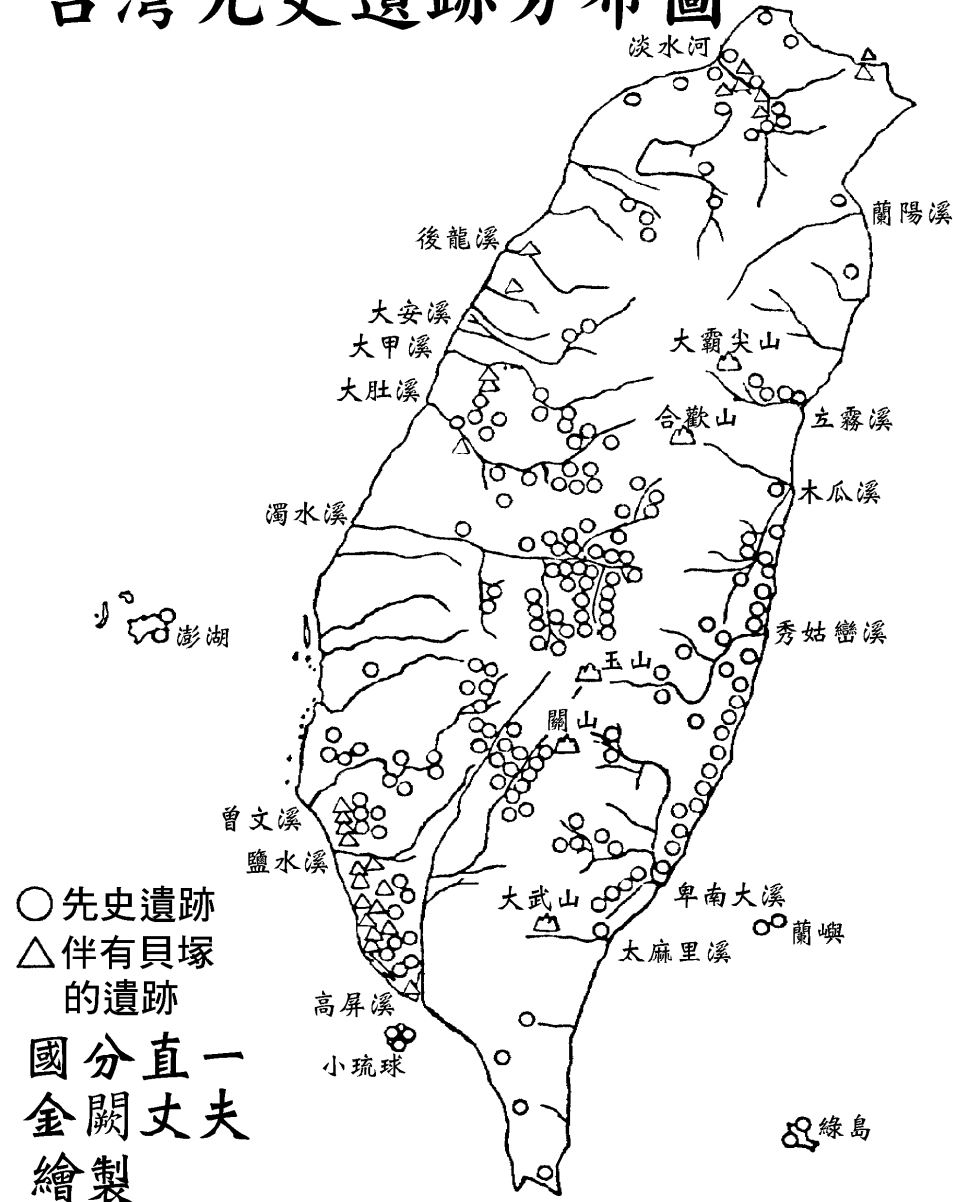 台灣先史遺跡分布圖
淡水河
蘭陽溪
後龍溪
大安溪
大霸尖山
大甲溪
大肚溪
合歡山
立霧溪
木瓜溪
濁水溪
澎湖
秀姑巒溪
玉山
關山
曾文溪
鹽水溪
○先史遺跡
△伴有貝塚
的遺跡
大武山
卑南大溪
蘭嶼
太麻里溪
高屏溪
小琉球
國分直一
金闕丈夫
繪製
綠島